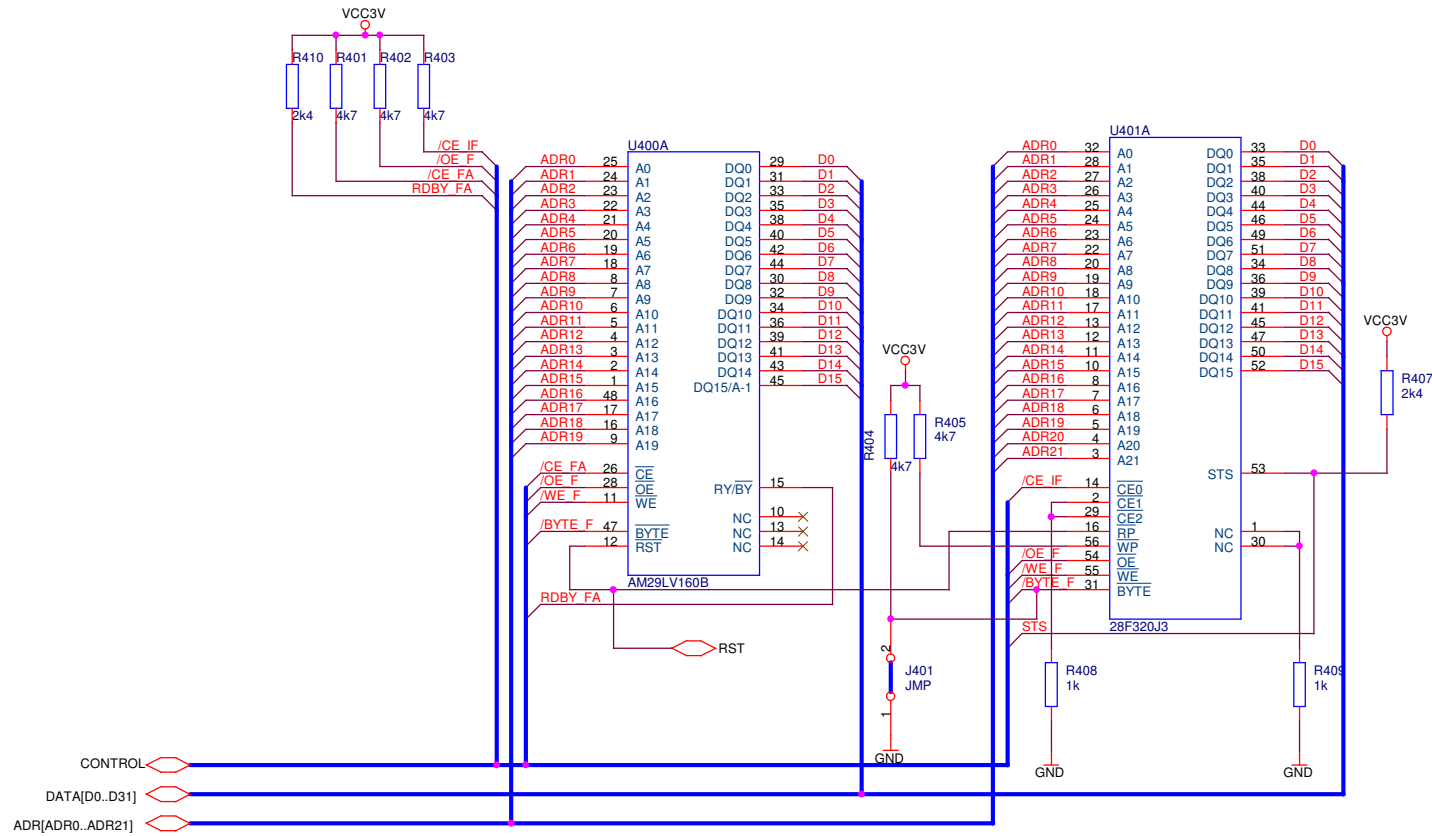 VCC3V
R410 R401 R402 R403
2k4 4k7 4k7 4k7
/CE_IF
/OE_F
/CE_FA
RDBY_FA
U400A
ADR0 25 A0 DQ0 29 D0
ADR1 24 A1 DQ1 31 D1
ADR2 23 A2 DQ2 33 D2
ADR3 22 A3 DQ3 35 D3
ADR4 21 A4 DQ4 38 D4
ADR5 20 A5 DQ5 40 D5
ADR6 19 A6 DQ6 42 D6
ADR7 18 A7 DQ7 44 D7
ADR8 8 A8 DQ8 30 D8
ADR9 7 A9 DQ9 32 D9
ADR10 6 A10 DQ10 34 D10
ADR11 5 A11 DQ11 36 D11
ADR12 4 A12 DQ12 39 D12
ADR13 3 A13 DQ13 41 D13
ADR14 2 A14 DQ14 43 D14
ADR15 1 A15 DQ15/A-1 45 D15
ADR16 48 A16
ADR17 17 A17
ADR18 16 A18
ADR19 9 A19
/CE_FA 26 CE
/OE_F 28 OE RY/BY 15
/WE_F 11 WE
NC 10
/BYTE_F 47 BYTE NC 13
12 RST NC 14
AM29LV160B
RDBY_FA
RST
VCC3V
R404 4k7
R405
4k7
2
J401
JMP
1
GND
U401A
ADR0 32 A0 DQ0 33 D0
ADR1 28 A1 DQ1 35 D1
ADR2 27 A2 DQ2 38 D2
ADR3 26 A3 DQ3 40 D3
ADR4 25 A4 DQ4 44 D4
ADR5 24 A5 DQ5 46 D5
ADR6 23 A6 DQ6 49 D6
ADR7 22 A7 DQ7 51 D7
ADR8 20 A8 DQ8 34 D8
ADR9 19 A9 DQ9 36 D9
ADR10 18 A10 DQ10 39 D10
ADR11 17 A11 DQ11 41 D11
ADR12 13 A12 DQ12 45 D12
ADR13 12 A13 DQ13 47 D13
ADR14 11 A14 DQ14 50 D14
ADR15 10 A15 DQ15 52 D15
ADR16 8 A16
ADR17 7 A17
ADR18 6 A18
ADR19 5 A19
ADR20 4 A20
ADR21 3 A21
STS 53
/CE_IF 14 CE0
2 CE1
29 CE2
16 RP NC 1
56 WP NC 30
/OE_F 54 OE
/WE_F 55 WE
/BYTE_F 31 BYTE
28F320J3
STS
VCC3V
R407
2k4
R408
1k
GND
R409
1k
GND
CONTROL
DATA[D0..D31]
ADR[ADR0..ADR21]